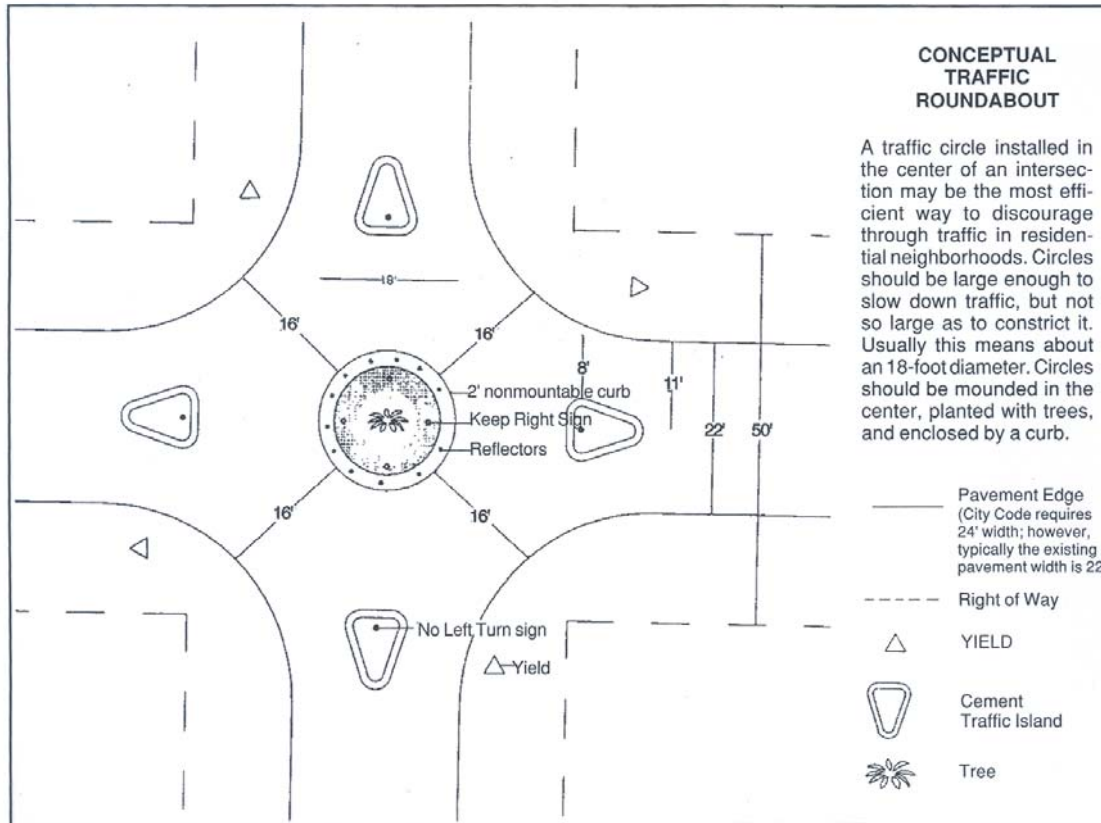 CONCEPTUAL
TRAFFIC
ROUNDABOUT
A traffic circle installed in
the center of an intersec-
tion may be the most effi-
cient way to discourage
through traffic in residen-
tial neighborhoods. Circles
should be large enough to
slow down traffic, but not
so large as to constrict it.
Usually this means about
an 18-foot diameter. Circles
should be mounded in the
center, planted with trees,
and enclosed by a curb.
18'
16'
16'
8'
11'
2' nonmountable curb
Keep Right Sign
22'
50'
Reflectors
16'
16'
No Left Turn sign
Yield
Pavement Edge
(City Code requires
24' width; however,
typically the existing
pavement width is 22
Right of Way
YIELD
Cement
Traffic Island
Tree